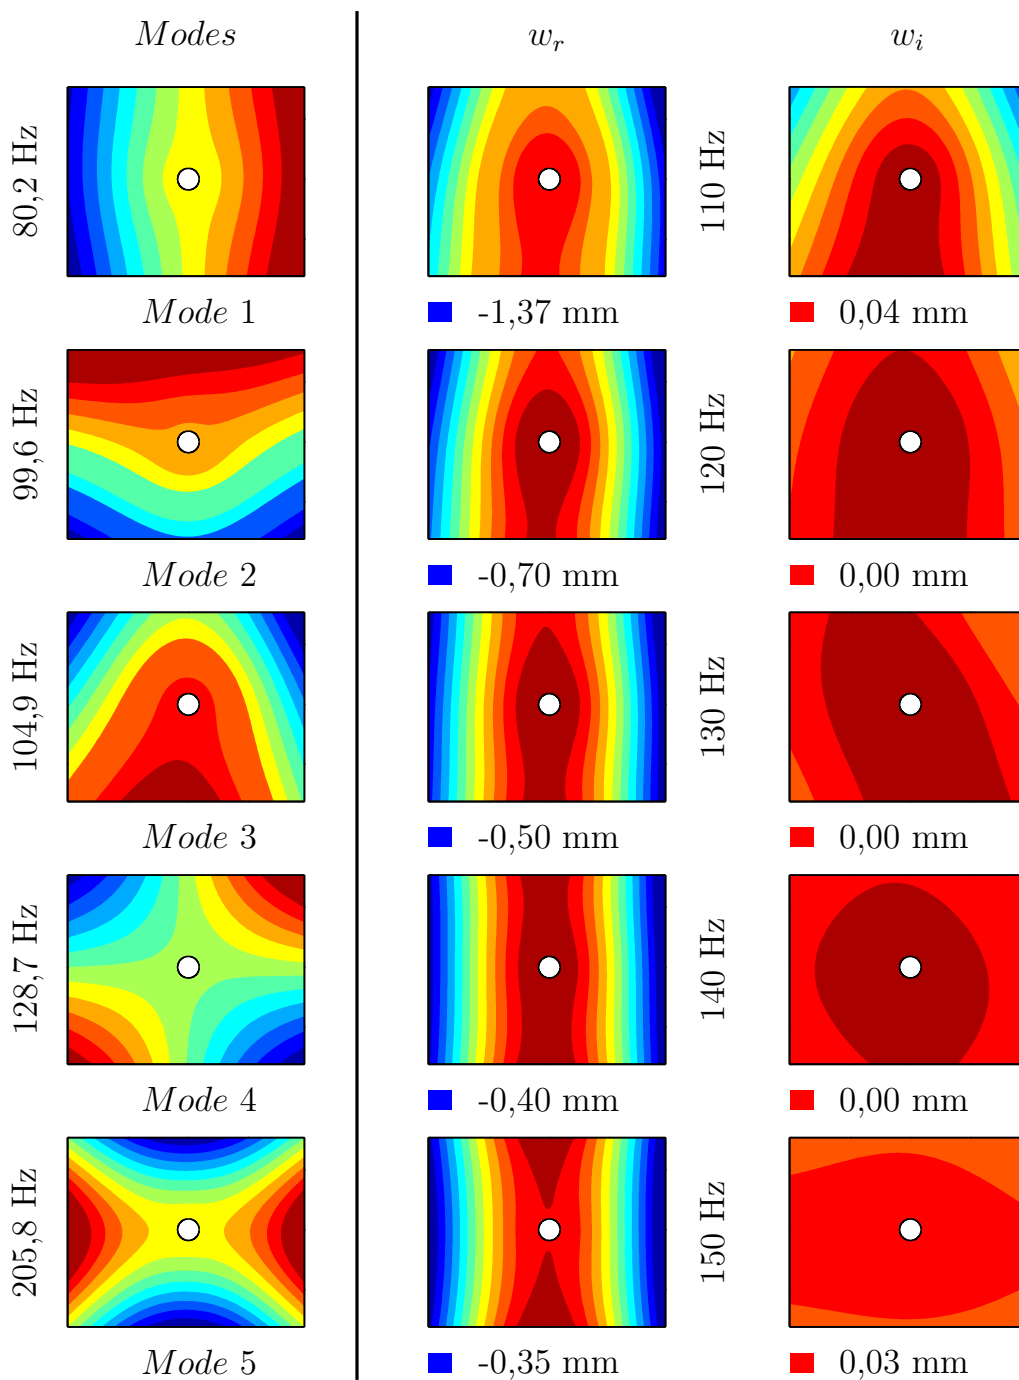 Modes w_r w_i
80,2 Hz 110 Hz
Mode 1 -1,37 mm 0,04 mm
99,6 Hz 120 Hz
Mode 2 -0,70 mm 0,00 mm
104,9 Hz 130 Hz
Mode 3 -0,50 mm 0,00 mm
128,7 Hz 140 Hz
Mode 4 -0,40 mm 0,00 mm
205,8 Hz 150 Hz
Mode 5 -0,35 mm 0,03 mm